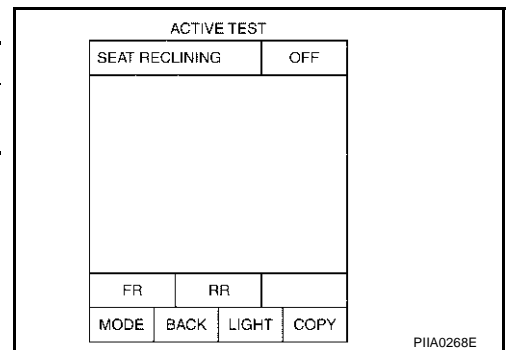 ACTIVE TEST
SEAT RECLINING OFF
FR RR
MODE BACK LIGHT COPY
PIIA0268E